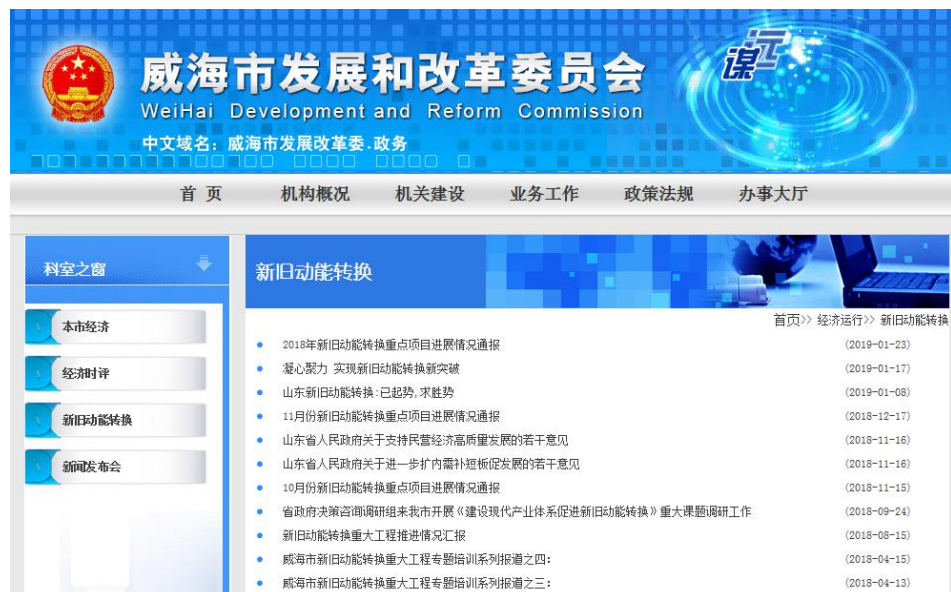 谋远
威海市发展和改革委员会
WeiHai Development and Reform Commission
中文域名：威海市发展改革委.政务
首 页 机构概况 机关建设 业务工作 政策法规 办事大厅
科室之窗
本市经济
经济时评
新旧动能转换
新闻发布会
新旧动能转换
首页>> 经济运行>> 新旧动能转换
2018年新旧动能转换重点项目进展情况通报 (2019-01-23)
凝心聚力 实现新旧动能转换新突破 (2019-01-17)
山东新旧动能转换:已起势,求胜势 (2019-01-08)
11月份新旧动能转换重点项目进展情况通报 (2018-12-17)
山东省人民政府关于支持民营经济高质量发展的若干意见 (2018-11-16)
山东省人民政府关于进一步扩内需补短板促发展的若干意见 (2018-11-16)
10月份新旧动能转换重点项目进展情况通报 (2018-11-15)
省政府决策咨询调研组来我市开展《建设现代产业体系促进新旧动能转换》重大课题调研工作 (2018-09-24)
新旧动能转换重大工程推进情况汇报 (2018-08-15)
威海市新旧动能转换重大工程专题培训系列报道之四: (2018-04-15)
威海市新旧动能转换重大工程专题培训系列报道之三: (2018-04-13)